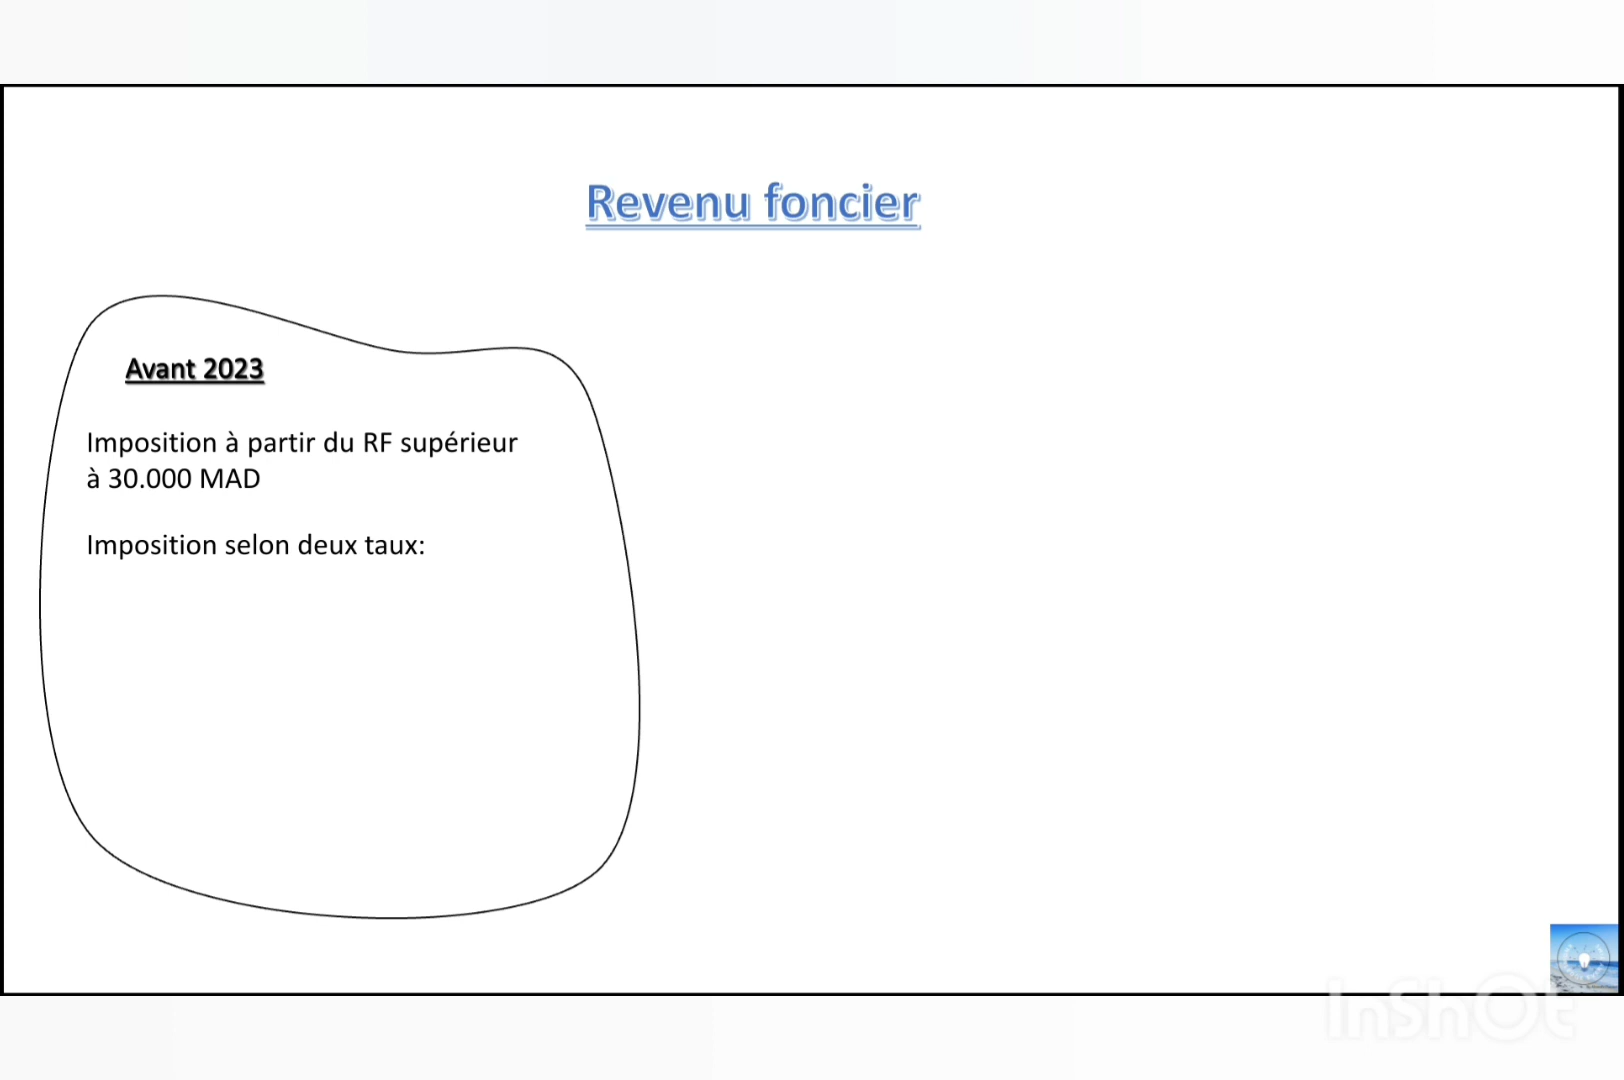 Revenu foncier
Avant 2023
Imposition à partir du RF supérieur
à 30.000 MAD
Imposition selon deux taux:
InShOt